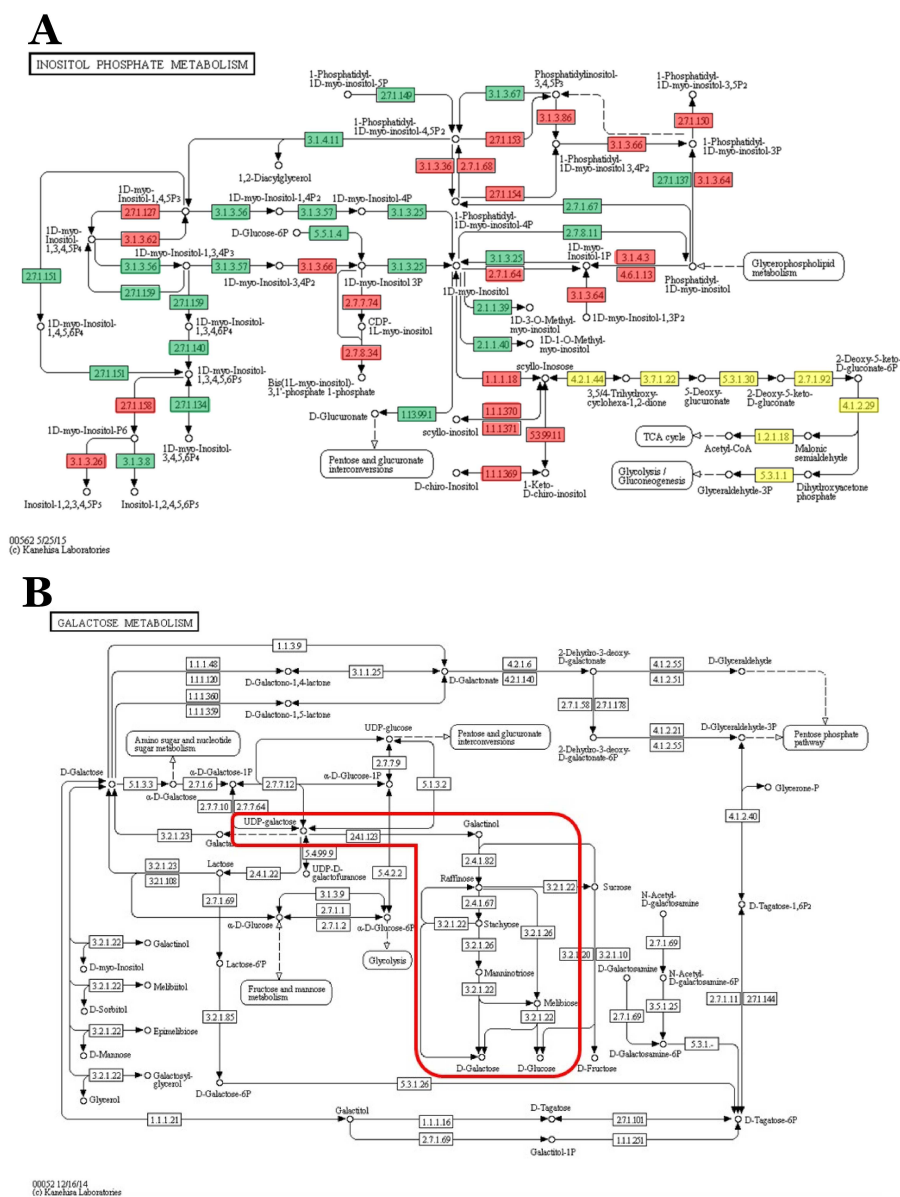 A
INOSITOL PHOSPHATE METABOLISM
1-Phosphatidyl-
1D-myo-inositol-5P
2.7.1.149
3.1.3.67
Phosphatidylinositol-
3,4,5P3
1-Phosphatidyl-
1D-myo-inositol-3,5P2
2.7.1.150
3.1.3.86
1-Phosphatidyl-
1D-myo-inositol-4,5P2
3.1.4.11
2.7.1.153
3.1.3.66
1-Phosphatidyl-
1D-myo-inositol-3P
1,2-Diacylglycerol
3.1.3.36
2.7.1.68
1-Phosphatidyl-
1D-myo-inositol 3,4P2
2.7.1.137
3.1.3.64
2.7.1.154
1D-myo-
Inositol-1,4,5P3
1D-myo-Inositol-1,4P2
1D-myo-Inositol-4P
2.7.1.67
2.7.1.127
3.1.3.56
3.1.3.57
3.1.3.25
1-Phosphatidyl-
1D-myo-inositol-4P
D-Glucose-6P
5.5.1.4
2.7.8.11
1D-myo-
Inositol-
1,3,4,5P4
3.1.3.62
1D-myo-Inositol-1,3,4P3
1D-myo-
Inositol-1P
3.1.4.3
3.1.3.56
3.1.3.57
3.1.3.66
3.1.3.25
3.1.3.25
2.7.1.64
4.6.1.13
Glycerophospholipid
metabolism
2.7.1.151
2.7.1.159
1D-myo-
Inositol-3,4P2
1D-myo-Inositol 3P
1D-myo-Inositol
Phosphatidyl-
1D-myo-inositol
2.7.1.159
2.7.7.74
2.1.1.39
3.1.3.64
1D-3-O-Methyl-
myo-inositol
1D-myo-Inositol-1,3P2
1D-myo-Inositol-
1,4,5,6P4
1D-myo-Inositol-
1,3,4,6P4
CDP-
1L-myo-inositol
2.7.1.140
2.7.8.34
2.1.1.40
1D-1-O-Methyl-
myo-inositol
2.7.1.151
1D-myo-Inositol-
1,3,4,5,6P5
Bis(1L-myo-inositol)-
3,1'-phosphate 1-phosphate
scyllo-Inosose
2-Deoxy-5-keto-
D-gluconate-6P
1.1.1.18
4.2.1.44
3.7.1.22
5.3.1.30
2.7.1.92
3,5/4-Trihydroxy-
cyclohexa-1,2-dione
5-Deoxy-
glucuronate
2-Deoxy-5-keto-
D-gluconate
2.7.1.158
2.7.1.134
D-Glucuronate
1.13.99.1
1.1.1.370
1.1.1.371
scyllo-inositol
4.1.2.29
1D-myo-Inositol-P6
1D-myo-Inositol-
3,4,5,6P4
5.3.99.11
TCA cycle
1.2.1.18
Acetyl-CoA
Malonic
semialdehyde
3.1.3.26
3.1.3.8
Pentose and glucuronate
interconversions
D-chiro-Inositol
1.1.1.369
1-Keto-
D-chiro-inositol
Glycolysis /
Gluconeogenesis
5.3.1.1
Glyceraldehyde-3P
Dihydroxyacetone
phosphate
Inositol-1,2,3,4,5P5
Inositol-1,2,4,5,6P5
00562 5/25/15
(c) Kanehisa Laboratories
B
GALACTOSE METABOLISM
1.1.3.9
1.1.1.48
1.1.1.120
D-Galactono-1,4-lactone
3.1.1.25
D-Galactonate
4.2.1.6
4.2.1.140
2-Dehydro-3-deoxy-
D-galactonate
4.1.2.55
4.1.2.51
D-Glyceraldehyde
1.1.1.360
1.1.1.359
D-Galactono-1,5-lactone
2.7.1.58
2.7.1.178
Amino sugar and nucleotide
sugar metabolism
UDP-glucose
Pentose and glucuronate
interconversions
2-Dehydro-3-deoxy-
D-galactonate-6P
4.1.2.21
4.1.2.55
D-Glyceraldehyde-3P
Pentose phosphate
pathway
2.7.7.9
D-Galactose
5.1.3.3
α-D-Galactose
2.7.1.6
α-D-Galactose-1P
2.7.7.12
α-D-Glucose-1P
5.1.3.2
Glycerone-P
2.7.7.10
2.7.7.64
4.1.2.40
UDP-galactose
Galactinol
3.2.1.23
2.4.1.123
5.4.99.9
2.4.1.82
Lactose
3.2.1.23
3.2.1.108
2.4.1.22
UDP-D-
galactofuranose
5.4.2.2
Raffinose
3.2.1.22
Sucrose
2.7.1.69
3.1.3.9
2.7.1.1
2.7.1.2
α-D-Glucose
α-D-Glucose-6P
2.4.1.67
3.2.1.22
Stachyose
3.2.1.26
3.2.1.26
N-Acetyl-
D-galactosamine
D-Tagatose-1,6P2
3.2.1.22
Galactinol
D-myo-Inositol
Lactose-6'P
Glycolysis
Manninotriose
3.2.1.20
3.2.1.10
2.7.1.69
D-Galactosamine
N-Acetyl-
D-galactosamine-6P
3.2.1.22
Melibiitol
D-Sorbitol
Fructose and mannose
metabolism
3.2.1.22
Melibiose
3.2.1.22
3.5.1.25
2.7.1.69
2.7.1.11
2.7.1.144
3.2.1.85
3.2.1.22
Epimelibiose
D-Mannose
D-Galactose
D-Glucose
D-Fructose
D-Galactosamine-6P
5.3.1.-
3.2.1.22
Galactosyl-
glycerol
Glycerol
D-Galactose-6P
5.3.1.26
1.1.1.21
Galactitol
1.1.1.16
D-Tagatose
2.7.1.101
D-Tagatose-6P
2.7.1.69
Galactitol-1P
1.1.1.251
00052 12/16/14
(c) Kanehisa Laboratories